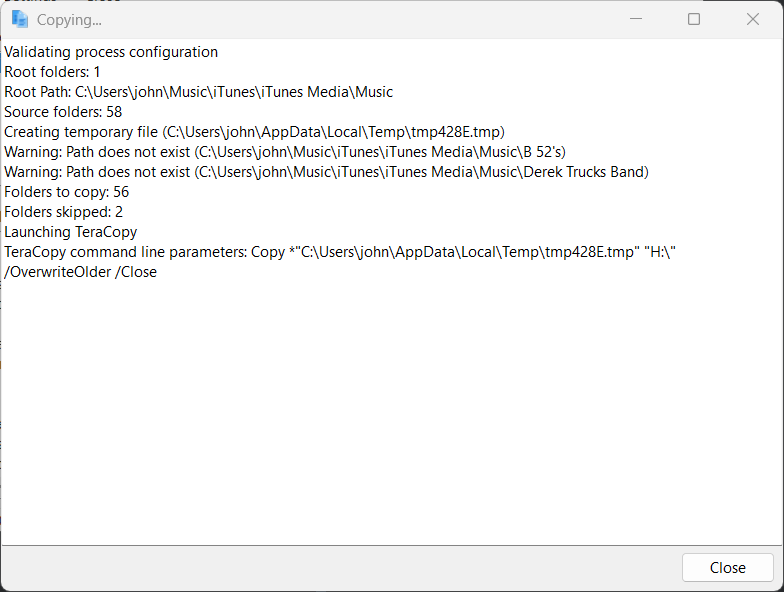 Copying...
Validating process configuration
Root folders: 1
Root Path: C:\Users\john\Music\iTunes\iTunes Media\Music
Source folders: 58
Creating temporary file (C:\Users\john\AppData\Local\Temp\tmp428E.tmp)
Warning: Path does not exist (C:\Users\john\Music\iTunes\iTunes Media\Music\B 52's)
Warning: Path does not exist (C:\Users\john\Music\iTunes\iTunes Media\Music\Derek Trucks Band)
Folders to copy: 56
Folders skipped: 2
Launching TeraCopy
TeraCopy command line parameters: Copy *"C:\Users\john\AppData\Local\Temp\tmp428E.tmp" "H:\"
/OverwriteOlder /Close
Close